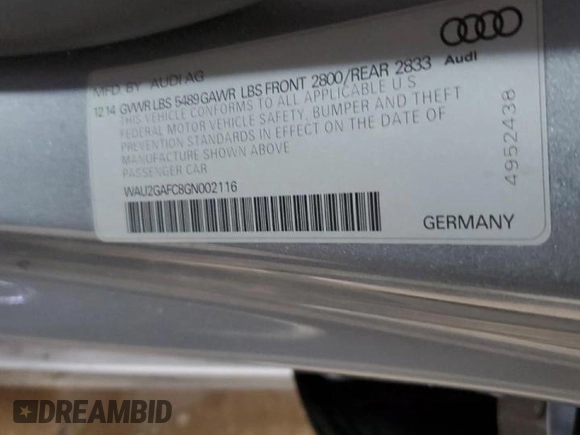 MFD. BY AUDI AG
12 14 GVWR LBS 5489 GAWR LBS FRONT 2800/REAR 2833
THIS VEHICLE CONFORMS TO ALL APPLICABLE U S
FEDERAL MOTOR VEHICLE SAFETY, BUMPER AND THEFT
PREVENTION STANDARDS IN EFFECT ON THE DATE OF
MANUFACTURE SHOWN ABOVE
PASSENGER CAR
WAU2GAFC8GN002116
Audi
4952438
GERMANY
DREAMBID